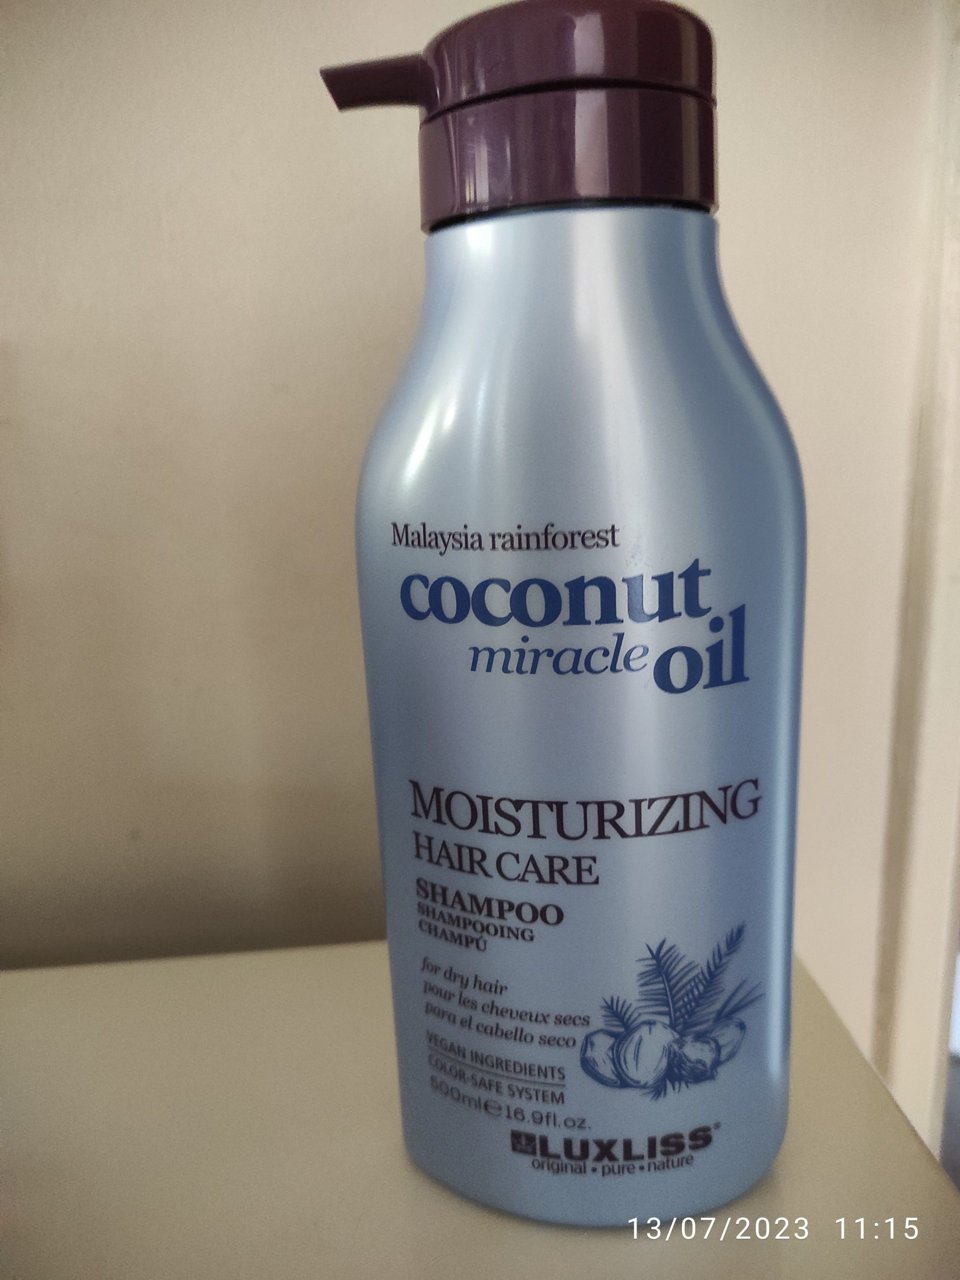 Malaysia rainforest
coconut
miracle oil
MOISTURIZING
HAIR CARE
SHAMPOO
SHAMPOOING
CHAMPÚ
for dry hair
pour les cheveux secs
para el cabello seco
VEGAN INGREDIENTS
COLOR-SAFE SYSTEM
500ml℮16.9fl.oz.
LUXLISS®
original • pure • nature
13/07/2023 11:15